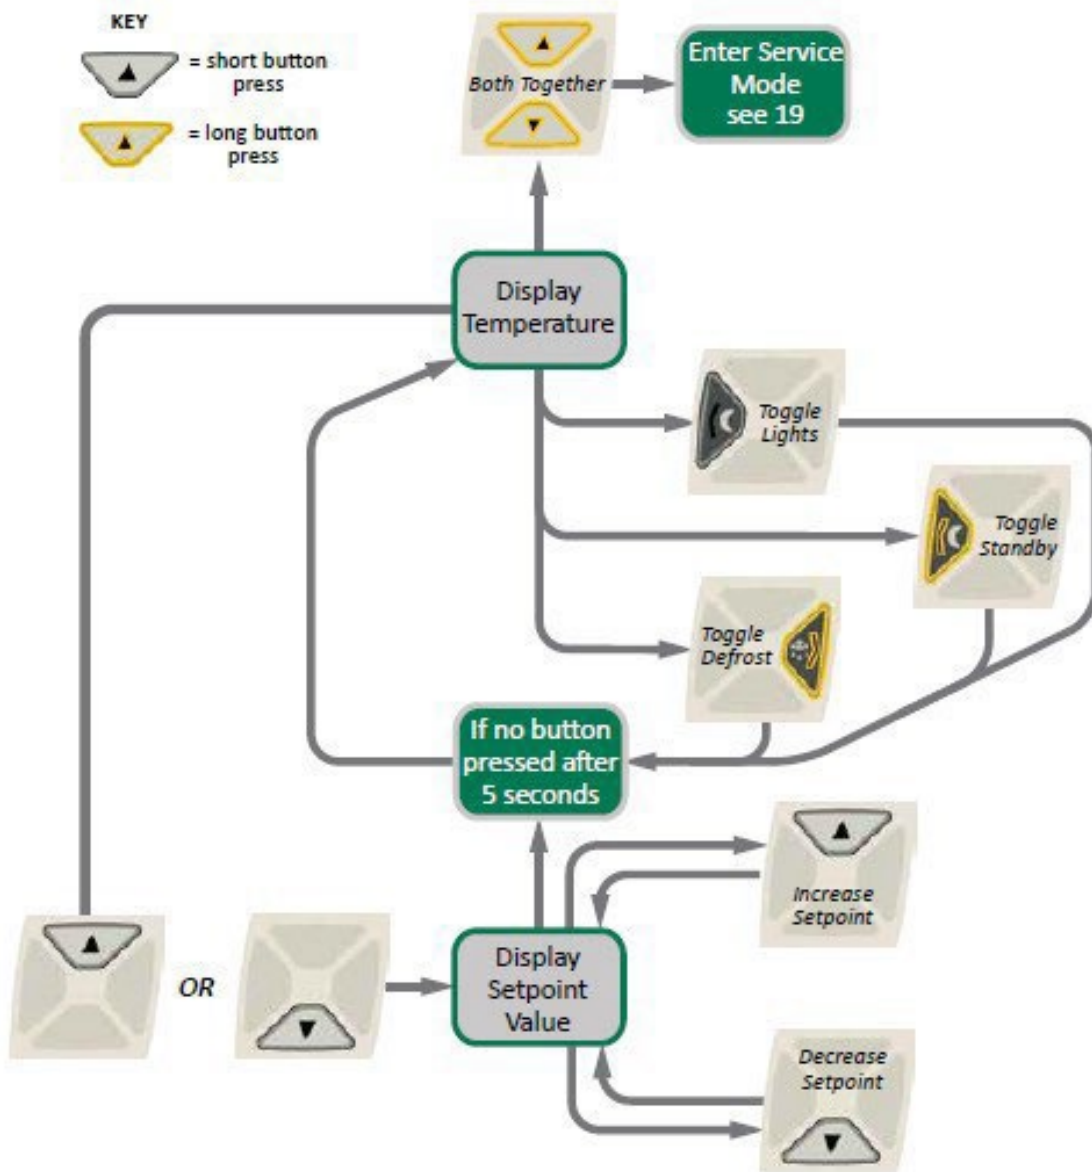 KEY
= short button
press
= long button
press
Both Together
Enter Service
Mode
see 19
Display
Temperature
Toggle
Lights
Toggle
Standby
Toggle
Defrost
If no button
pressed after
5 seconds
Increase
Setpoint
OR
Display
Setpoint
Value
Decrease
Setpoint